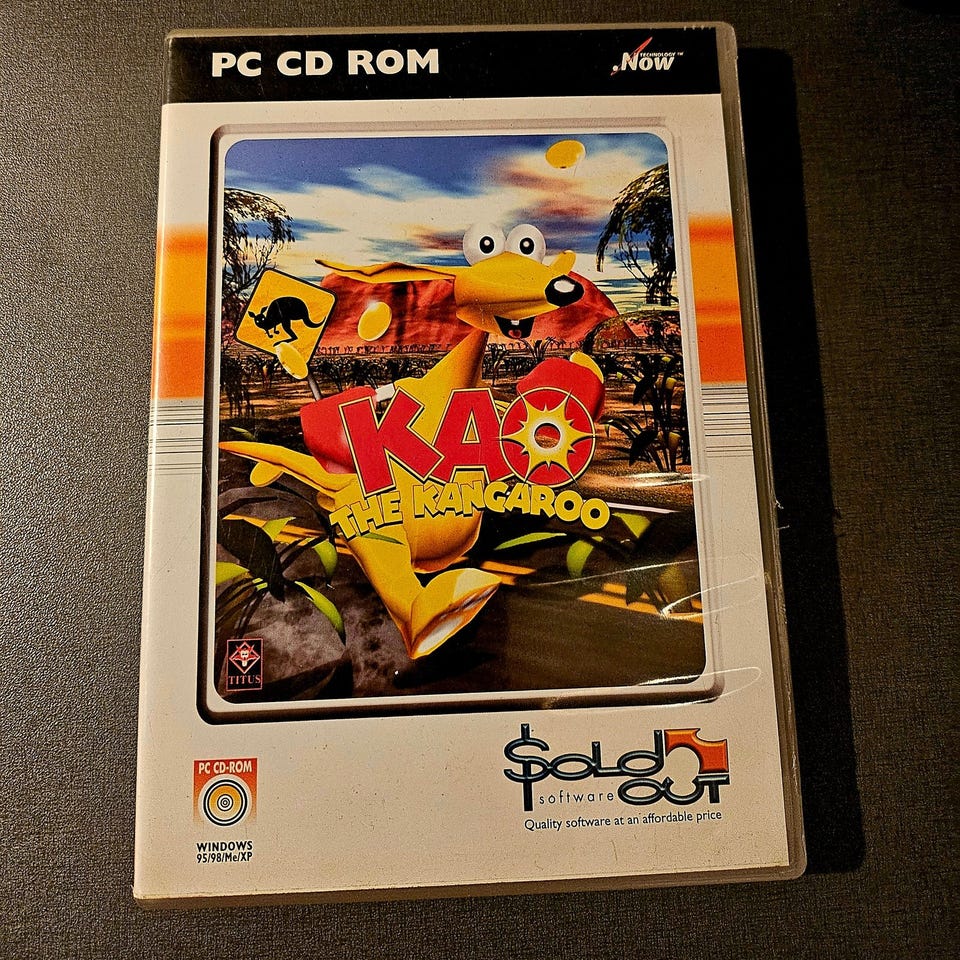 PC CD ROM
TECHNOLOGY™
.Now
KAO
THE KANGAROO
TITUS
PC CD-ROM
WINDOWS
95/98/Me/XP
SOLD
software OUT
Quality software at an affordable price